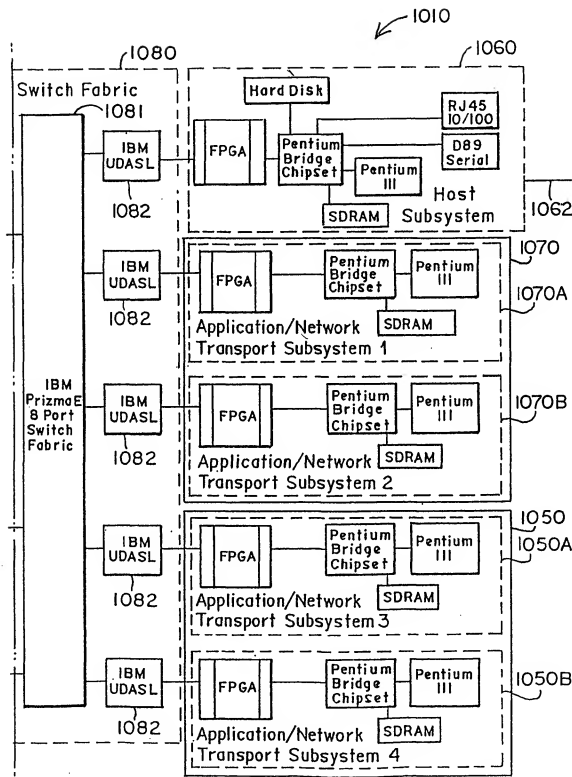 1010
1080
1060
Switch Fabric
1081
Hard Disk
RJ45
10/100
IBM
UDASL
FPGA
Pentium
Bridge
Chipset
D89
Serial
Pentium
III
Host
Subsystem
1082
SDRAM
1062
1070
IBM
UDASL
FPGA
Pentium
Bridge
Chipset
Pentium
III
1070A
1082
SDRAM
Application/Network
Transport Subsystem 1
IBM
PrizmaE
8 Port
Switch
Fabric
IBM
UDASL
FPGA
Pentium
Bridge
Chipset
Pentium
III
1070B
1082
SDRAM
Application/Network
Transport Subsystem 2
1050
IBM
UDASL
FPGA
Pentium
Bridge
Chipset
Pentium
III
1050A
1082
SDRAM
Application/Network
Transport Subsystem 3
IBM
UDASL
FPGA
Pentium
Bridge
Chipset
Pentium
III
1050B
1082
SDRAM
Application/Network
Transport Subsystem 4